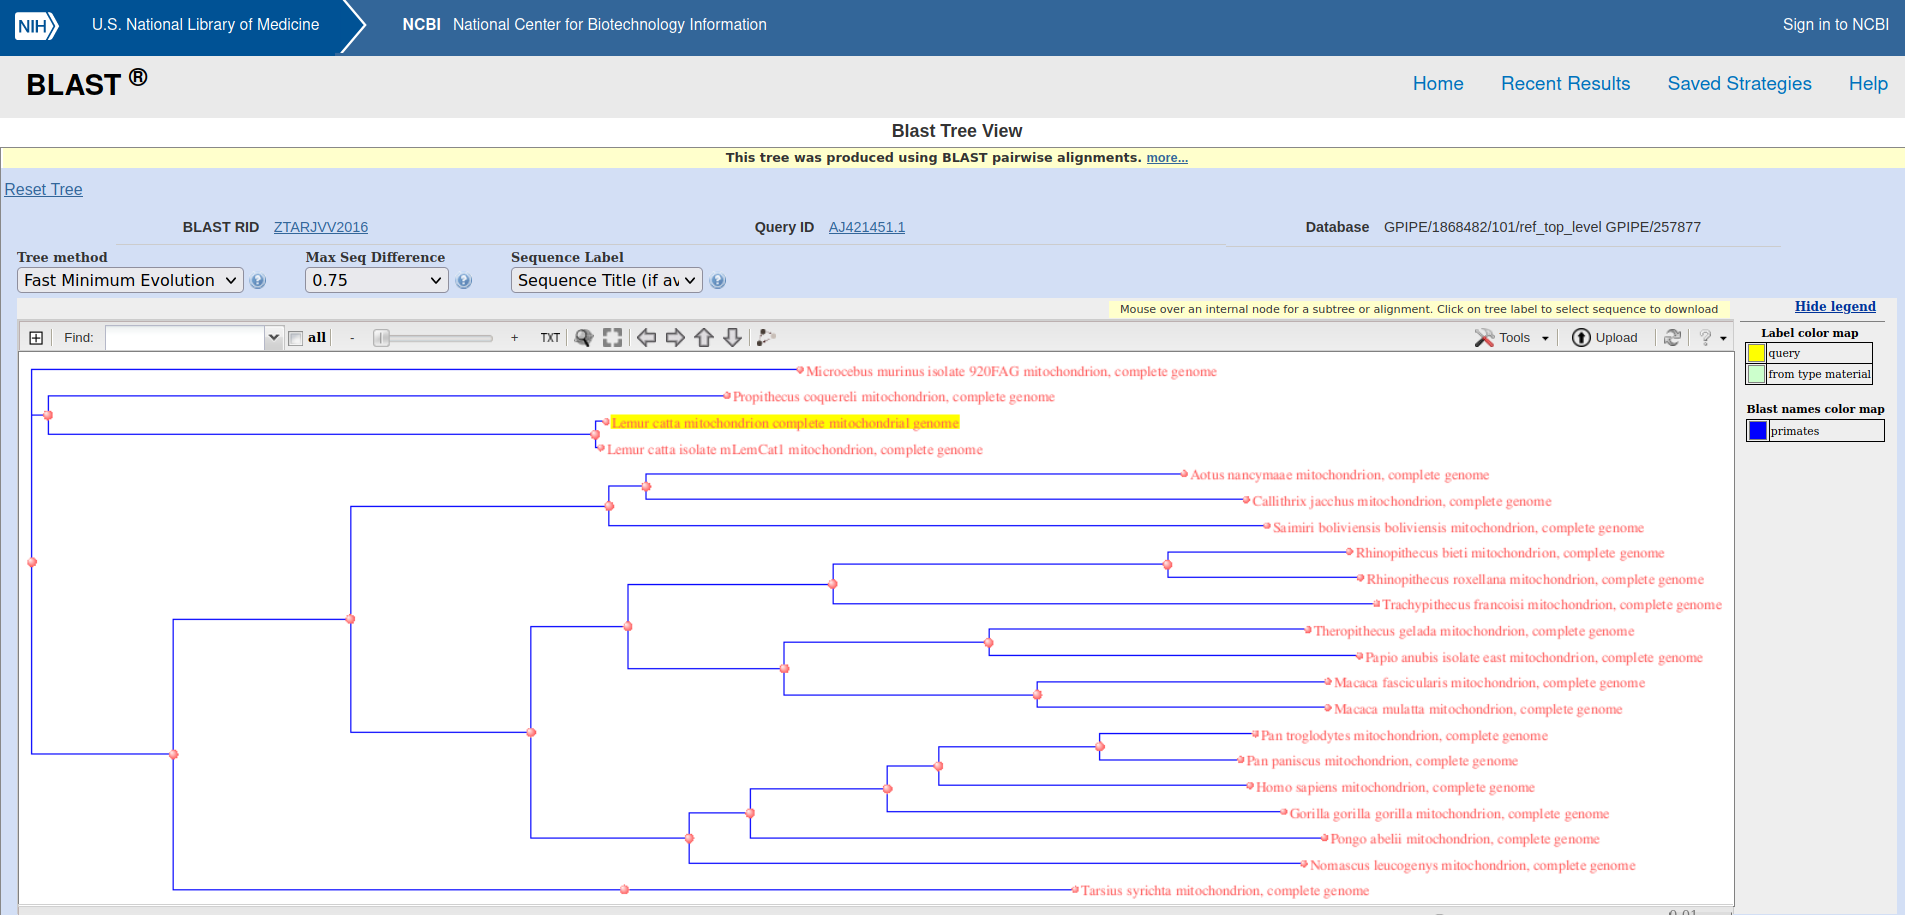 NIH U.S. National Library of Medicine NCBI National Center for Biotechnology Information Sign in to NCBI
BLAST ® Home Recent Results Saved Strategies Help
Blast Tree View
This tree was produced using BLAST pairwise alignments. more...
Reset Tree
BLAST RID ZTARJVV2016 Query ID AJ421451.1 Database GPIPE/1868482/101/ref_top_level GPIPE/257877
Tree method Max Seq Difference Sequence Label
Fast Minimum Evolution 0.75 Sequence Title (if av
Mouse over an internal node for a subtree or alignment. Click on tree label to select sequence to download
Hide legend
Find: all - + TXT Tools Upload ?
Label color map
query
from type material
Blast names color map
primates
Microcebus murinus isolate 920FAG mitochondrion, complete genome
Propithecus coquereli mitochondrion, complete genome
Lemur catta mitochondrion complete mitochondrial genome
Lemur catta isolate mLemCat1 mitochondrion, complete genome
Aotus nancymaae mitochondrion, complete genome
Callithrix jacchus mitochondrion, complete genome
Saimiri boliviensis boliviensis mitochondrion, complete genome
Rhinopithecus bieti mitochondrion, complete genome
Rhinopithecus roxellana mitochondrion, complete genome
Trachypithecus francoisi mitochondrion, complete genome
Theropithecus gelada mitochondrion, complete genome
Papio anubis isolate east mitochondrion, complete genome
Macaca fascicularis mitochondrion, complete genome
Macaca mulatta mitochondrion, complete genome
Pan troglodytes mitochondrion, complete genome
Pan paniscus mitochondrion, complete genome
Homo sapiens mitochondrion, complete genome
Gorilla gorilla gorilla mitochondrion, complete genome
Pongo abelii mitochondrion, complete genome
Nomascus leucogenys mitochondrion, complete genome
Tarsius syrichta mitochondrion, complete genome